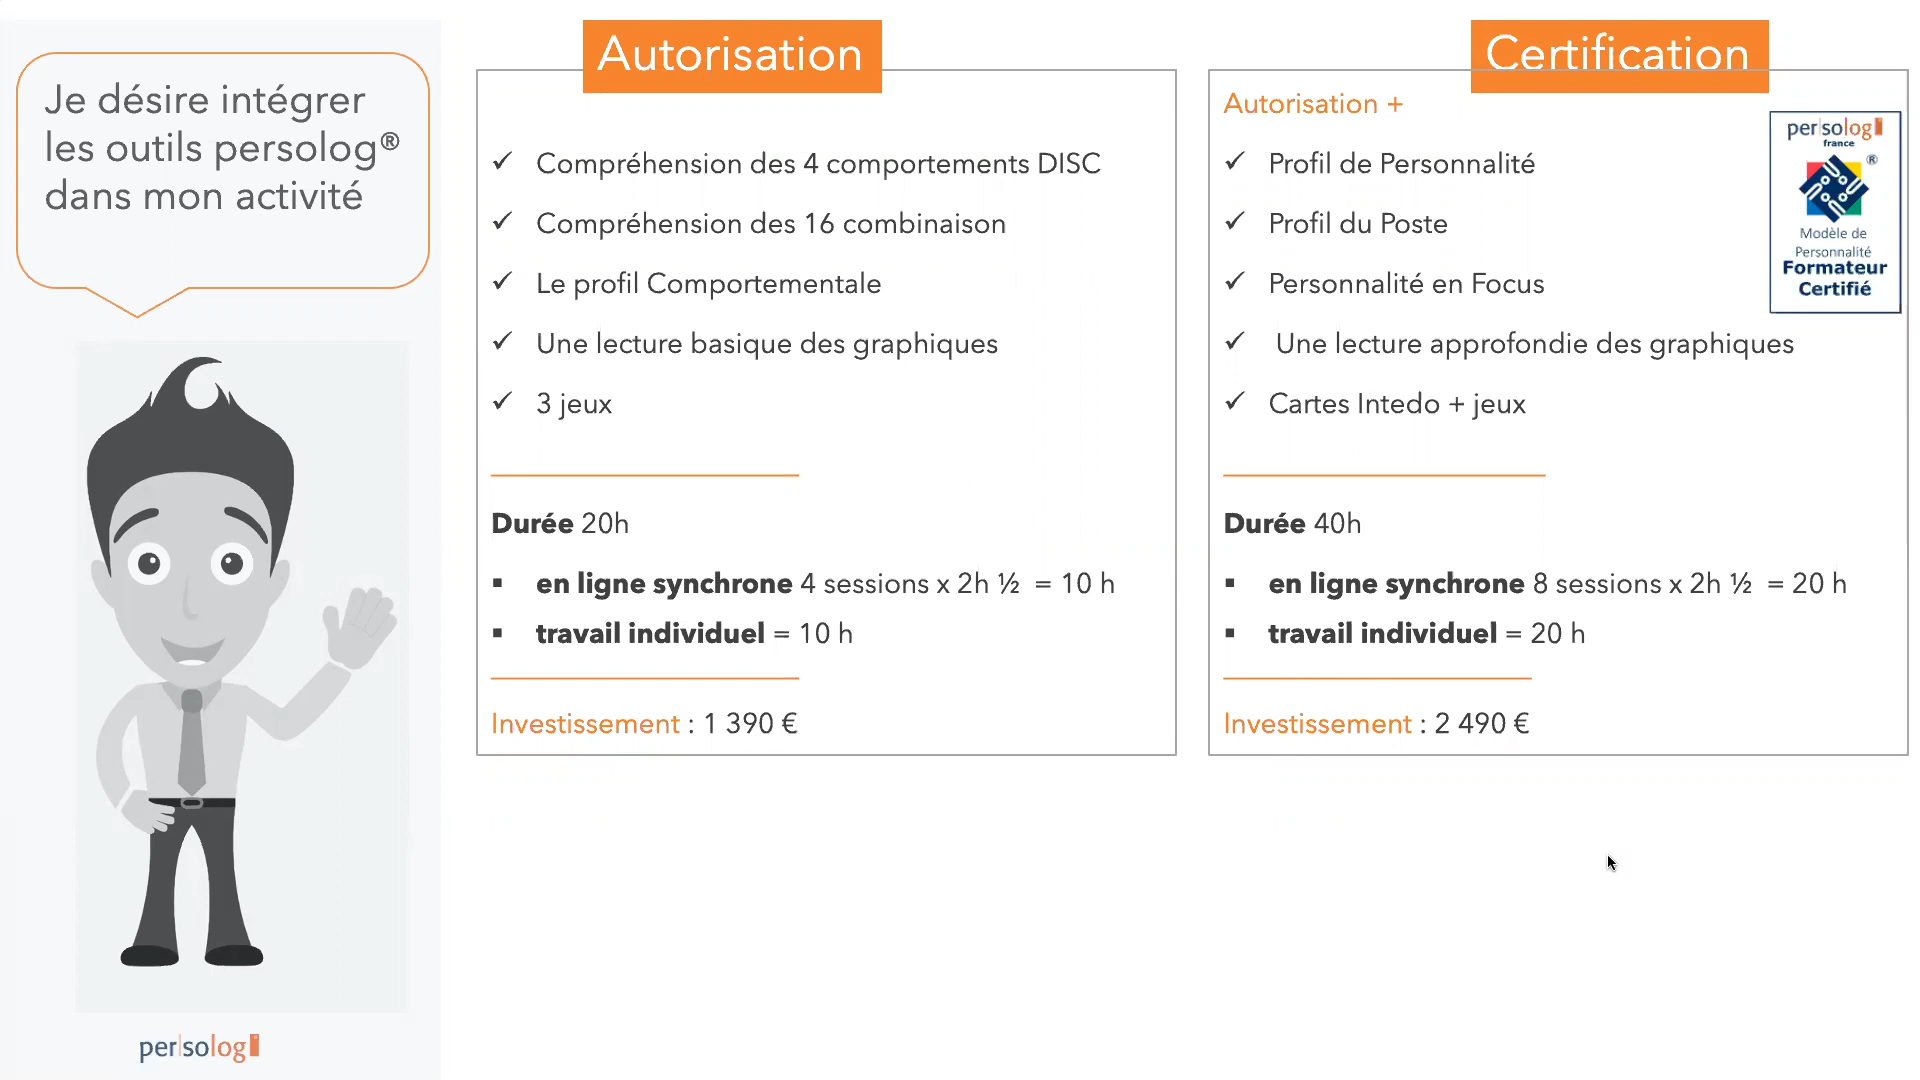 Je désire intégrer
les outils persolog®
dans mon activité
persolog
Autorisation
✓ Compréhension des 4 comportements DISC
✓ Compréhension des 16 combinaison
✓ Le profil Comportementale
✓ Une lecture basique des graphiques
✓ 3 jeux
Durée 20h
▪ en ligne synchrone 4 sessions x 2h ½ = 10 h
▪ travail individuel = 10 h
Investissement : 1 390 €
Certification
Autorisation +
✓ Profil de Personnalité
✓ Profil du Poste
✓ Personnalité en Focus
✓ Une lecture approfondie des graphiques
✓ Cartes Intedo + jeux
Durée 40h
▪ en ligne synchrone 8 sessions x 2h ½ = 20 h
▪ travail individuel = 20 h
Investissement : 2 490 €
persolog
france
®
Modèle de
Personnalité
Formateur
Certifié